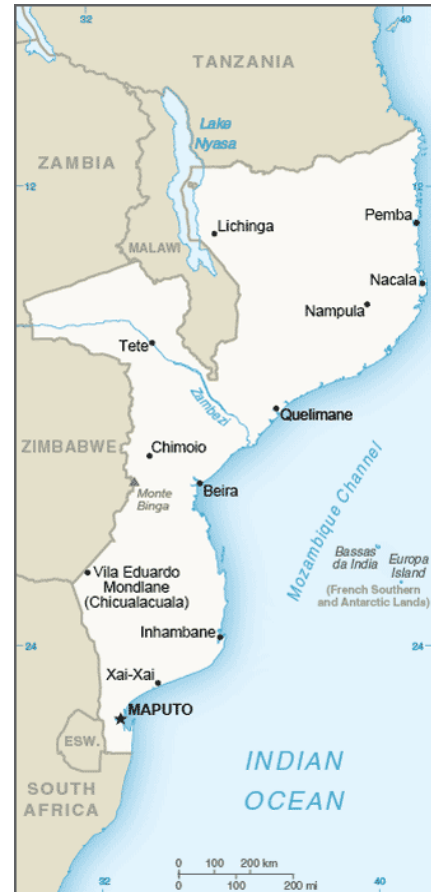 32
40
TANZANIA
Lake
Nyasa
ZAMBIA
12
12
Pemba
Lichinga
MALAWI
Nacala
Nampula
Tete
Zambezi
Quelimane
ZIMBABWE
Chimoio
Monte
Binga
Beira
Mozambique Channel
Bassas
da India
Europa
Island
(French Southern
and Antarctic Lands)
Vila Eduardo
Mondlane
(Chicualacuala)
Inhambane
24
24
Xai-Xai
MAPUTO
ESW.
INDIAN
OCEAN
SOUTH
AFRICA
0 100 200 km
0 100 200 mi
32
40